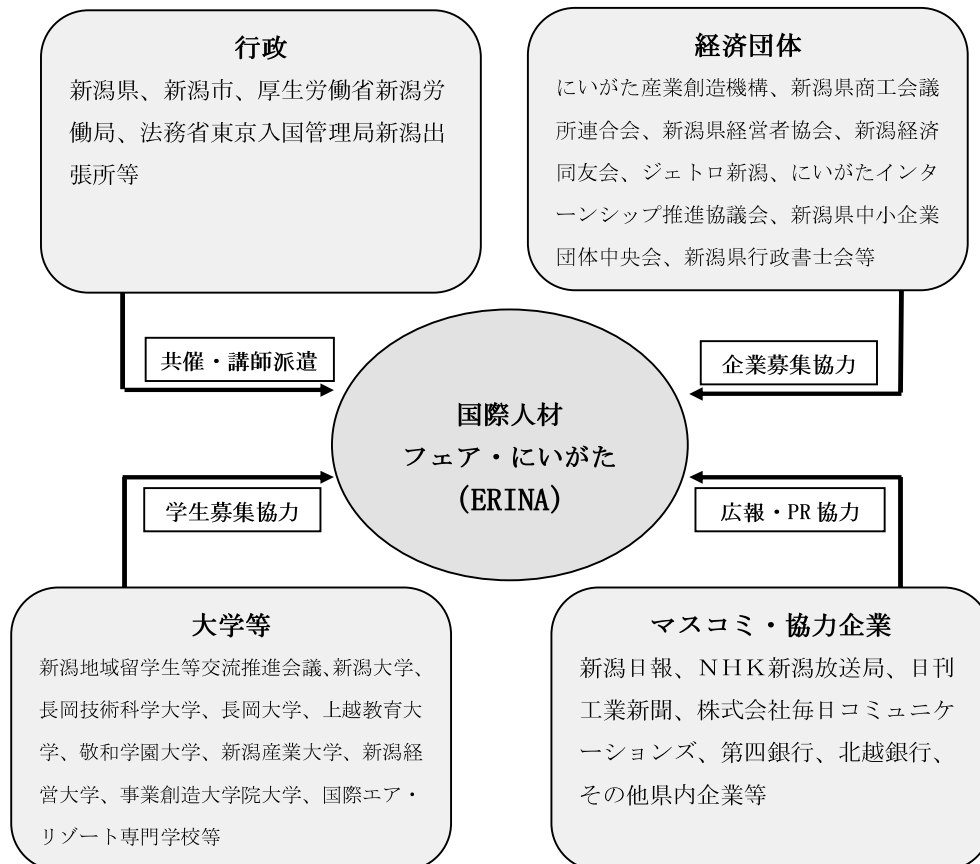 行政
新潟県、新潟市、厚生労働省新潟労
働局、法務省東京入国管理局新潟出
張所等
経済団体
にいがた産業創造機構、新潟県商工会議
所連合会、新潟県経営者協会、新潟経済
同友会、ジェトロ新潟、にいがたインタ
ーンシップ推進協議会、新潟県中小企業
団体中央会、新潟県行政書士会等
共催・講師派遣
企業募集協力
国際人材
フェア・にいがた
(ERINA)
学生募集協力
広報・PR 協力
大学等
新潟地域留学生等交流推進会議、新潟大学、
長岡技術科学大学、長岡大学、上越教育大
学、敬和学園大学、新潟産業大学、新潟経
営大学、事業創造大学院大学、国際エア・
リゾート専門学校等
マスコミ・協力企業
新潟日報、ＮＨＫ新潟放送局、日刊
工業新聞、株式会社毎日コミュニケ
ーションズ、第四銀行、北越銀行、
その他県内企業等